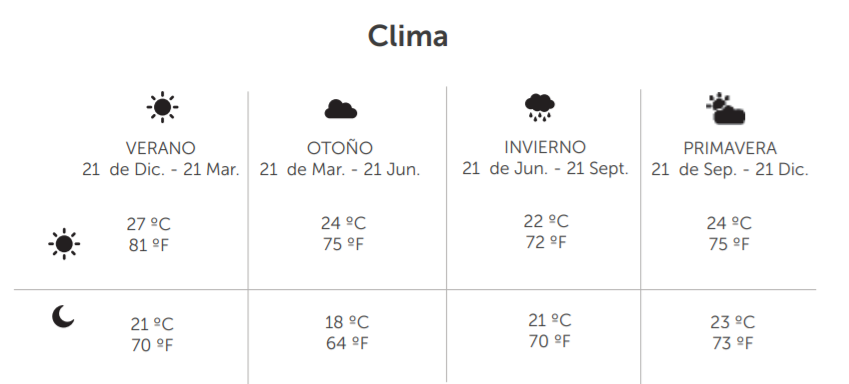 Clima
VERANO
21 de Dic. - 21 Mar.
OTOÑO
21 de Mar. - 21 Jun.
INVIERNO
21 de Jun. - 21 Sept.
PRIMAVERA
21 de Sep. - 21 Dic.
27 ºC
81 ºF
24 ºC
75 ºF
22 ºC
72 ºF
24 ºC
75 ºF
21 ºC
70 ºF
18 ºC
64 ºF
21 ºC
70 ºF
23 ºC
73 ºF